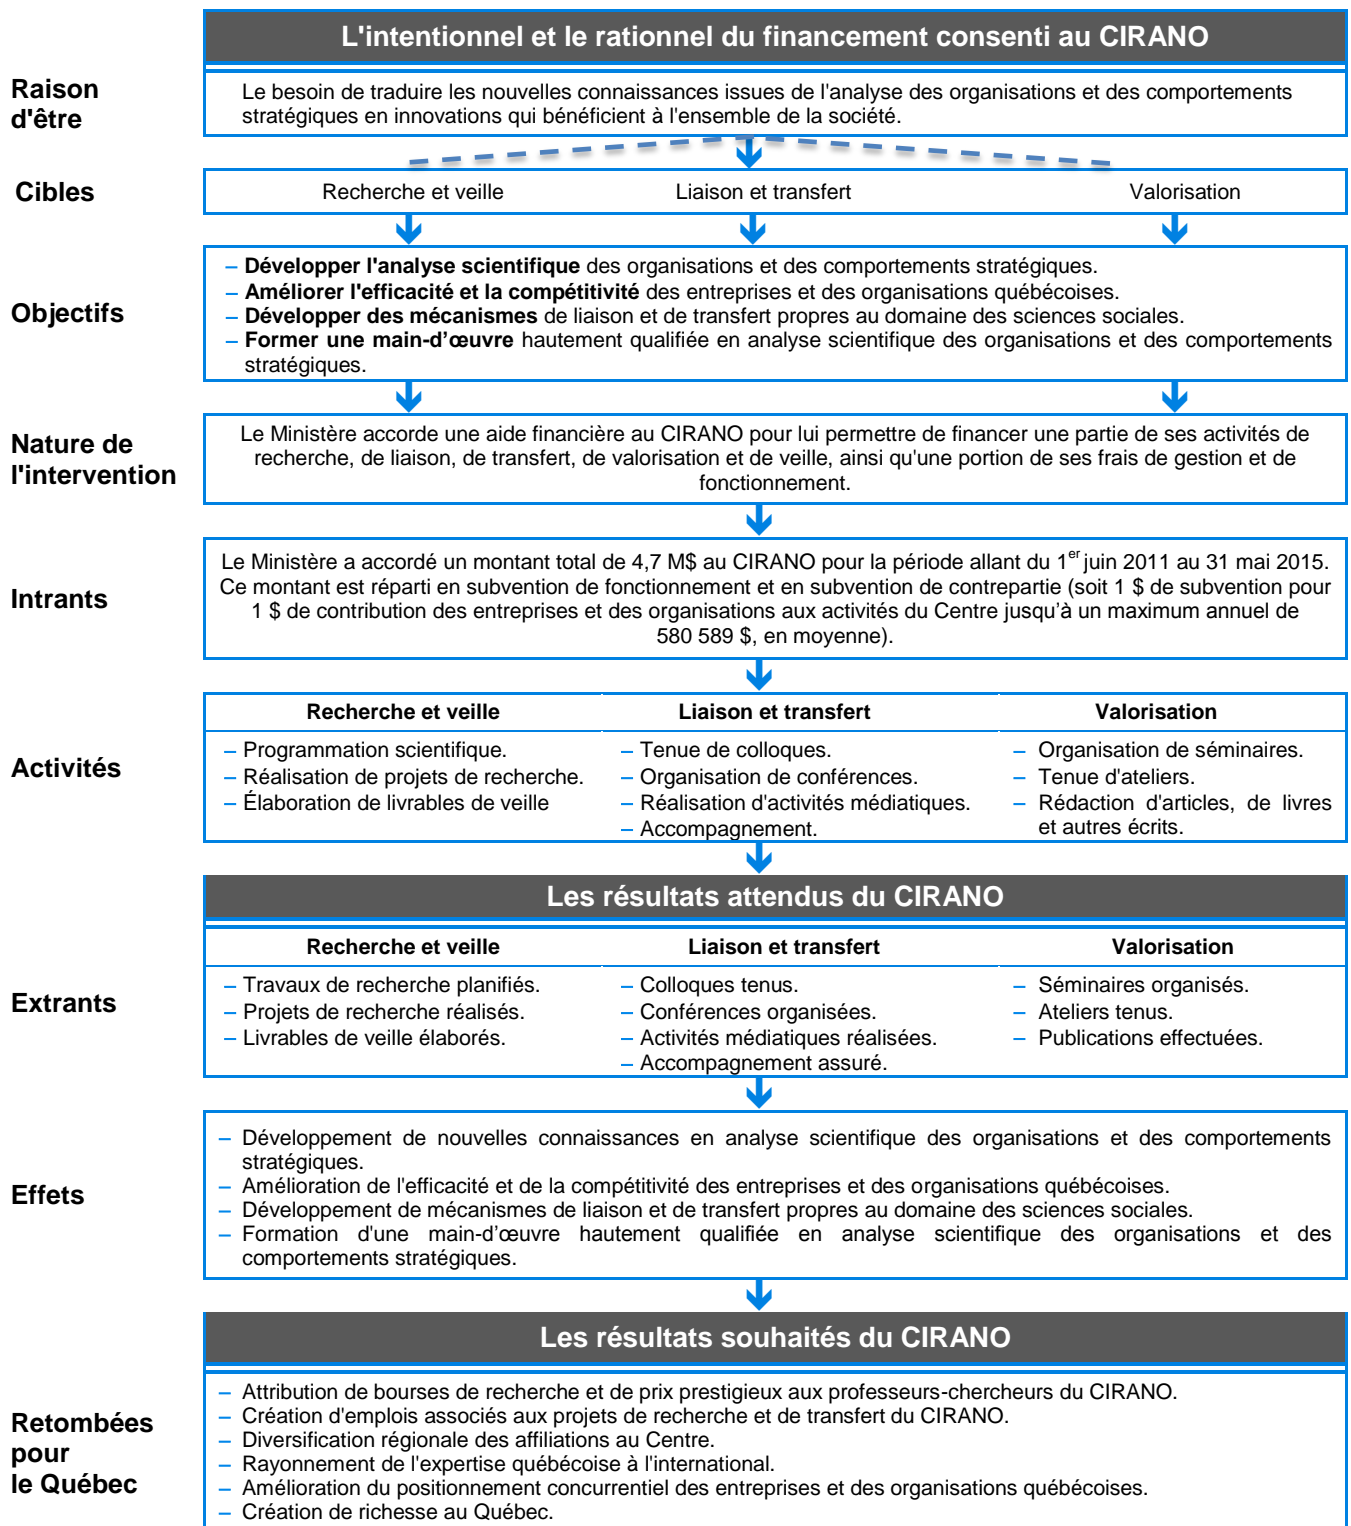 L'intentionnel et le rationnel du financement consenti au CIRANO
Raison
d'être
Le besoin de traduire les nouvelles connaissances issues de l'analyse des organisations et des comportements
stratégiques en innovations qui bénéficient à l'ensemble de la société.
Cibles
Recherche et veille
Liaison et transfert
Valorisation
Objectifs
– Développer l'analyse scientifique des organisations et des comportements stratégiques.
– Améliorer l'efficacité et la compétitivité des entreprises et des organisations québécoises.
– Développer des mécanismes de liaison et de transfert propres au domaine des sciences sociales.
– Former une main-d'œuvre hautement qualifiée en analyse scientifique des organisations et des comportements
stratégiques.
Nature de
l'intervention
Le Ministère accorde une aide financière au CIRANO pour lui permettre de financer une partie de ses activités de
recherche, de liaison, de transfert, de valorisation et de veille, ainsi qu'une portion de ses frais de gestion et de
fonctionnement.
Intrants
Le Ministère a accordé un montant total de 4,7 M$ au CIRANO pour la période allant du 1er juin 2011 au 31 mai 2015.
Ce montant est réparti en subvention de fonctionnement et en subvention de contrepartie (soit 1 $ de subvention pour
1 $ de contribution des entreprises et des organisations aux activités du Centre jusqu'à un maximum annuel de
580 589 $, en moyenne).
Activités
Recherche et veille
– Programmation scientifique.
– Réalisation de projets de recherche.
– Élaboration de livrables de veille
Liaison et transfert
– Tenue de colloques.
– Organisation de conférences.
– Réalisation d'activités médiatiques.
– Accompagnement.
Valorisation
– Organisation de séminaires.
– Tenue d'ateliers.
– Rédaction d'articles, de livres
et autres écrits.
Les résultats attendus du CIRANO
Extrants
Recherche et veille
– Travaux de recherche planifiés.
– Projets de recherche réalisés.
– Livrables de veille élaborés.
Liaison et transfert
– Colloques tenus.
– Conférences organisées.
– Activités médiatiques réalisées.
– Accompagnement assuré.
Valorisation
– Séminaires organisés.
– Ateliers tenus.
– Publications effectuées.
Effets
– Développement de nouvelles connaissances en analyse scientifique des organisations et des comportements
stratégiques.
– Amélioration de l'efficacité et de la compétitivité des entreprises et des organisations québécoises.
– Développement de mécanismes de liaison et de transfert propres au domaine des sciences sociales.
– Formation d'une main-d'œuvre hautement qualifiée en analyse scientifique des organisations et des
comportements stratégiques.
Les résultats souhaités du CIRANO
Retombées
pour
le Québec
– Attribution de bourses de recherche et de prix prestigieux aux professeurs-chercheurs du CIRANO.
– Création d'emplois associés aux projets de recherche et de transfert du CIRANO.
– Diversification régionale des affiliations au Centre.
– Rayonnement de l'expertise québécoise à l'international.
– Amélioration du positionnement concurrentiel des entreprises et des organisations québécoises.
– Création de richesse au Québec.